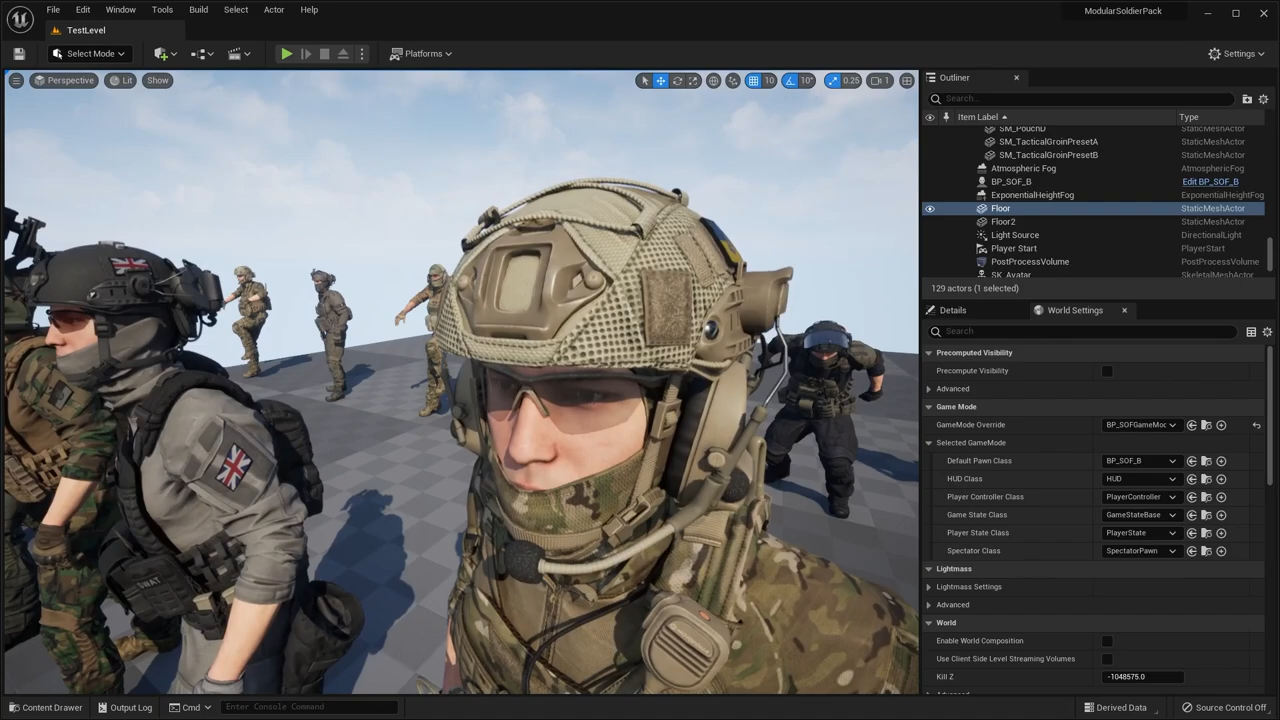 File Edit Window Tools Build Select Actor Help
ModularSoldierPack
TestLevel
Select Mode
Platforms
Settings
Perspective Lit Show
10 10° 0.25 1
Outliner
Search...
Item Label Type
SM_PouchD StaticMeshActor
SM_TacticalGroinPresetA StaticMeshActor
SM_TacticalGroinPresetB StaticMeshActor
Atmospheric Fog AtmosphericFog
BP_SOF_B Edit BP_SOF_B
ExponentialHeightFog ExponentialHeightFog
Floor StaticMeshActor
Floor2 StaticMeshActor
Light Source DirectionalLight
Player Start PlayerStart
PostProcessVolume PostProcessVolume
SK_Avatar SkeletalMeshActor
129 actors (1 selected)
Details World Settings
Search
Precomputed Visibility
Precompute Visibility
Advanced
Game Mode
GameMode Override BP_SOFGameMoc
Selected GameMode
Default Pawn Class BP_SOF_B
HUD Class HUD
Player Controller Class PlayerController
Game State Class GameStateBase
Player State Class PlayerState
Spectator Class SpectatorPawn
Lightmass
Lightmass Settings
Advanced
World
Enable World Composition
Use Client Side Level Streaming Volumes
Kill Z -1048575.0
SWAT
Content Drawer Output Log Cmd Enter Console Command
Derived Data Source Control Off